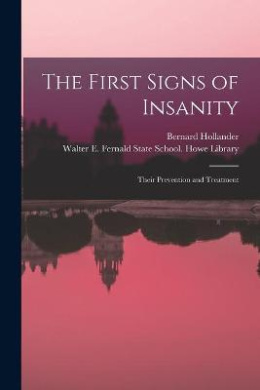 The First Signs of
Insanity
Bernard Hollander
Walter E. Fernald State School. Howe Library
Their Prevention and Treatment